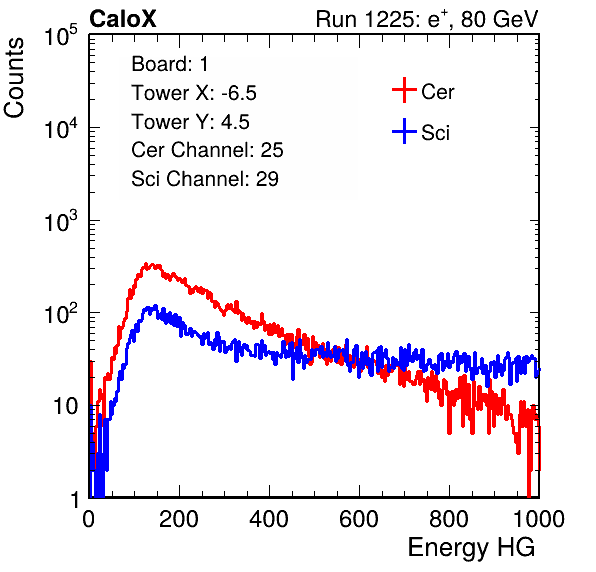 CaloX Run 1225: e⁺, 80 GeV
Counts
Board: 1
Tower X: -6.5
Tower Y: 4.5
Cer Channel: 25
Sci Channel: 29
Cer
Sci
10⁵
10⁴
10³
10²
10
1
0 200 400 600 800 1000
Energy HG